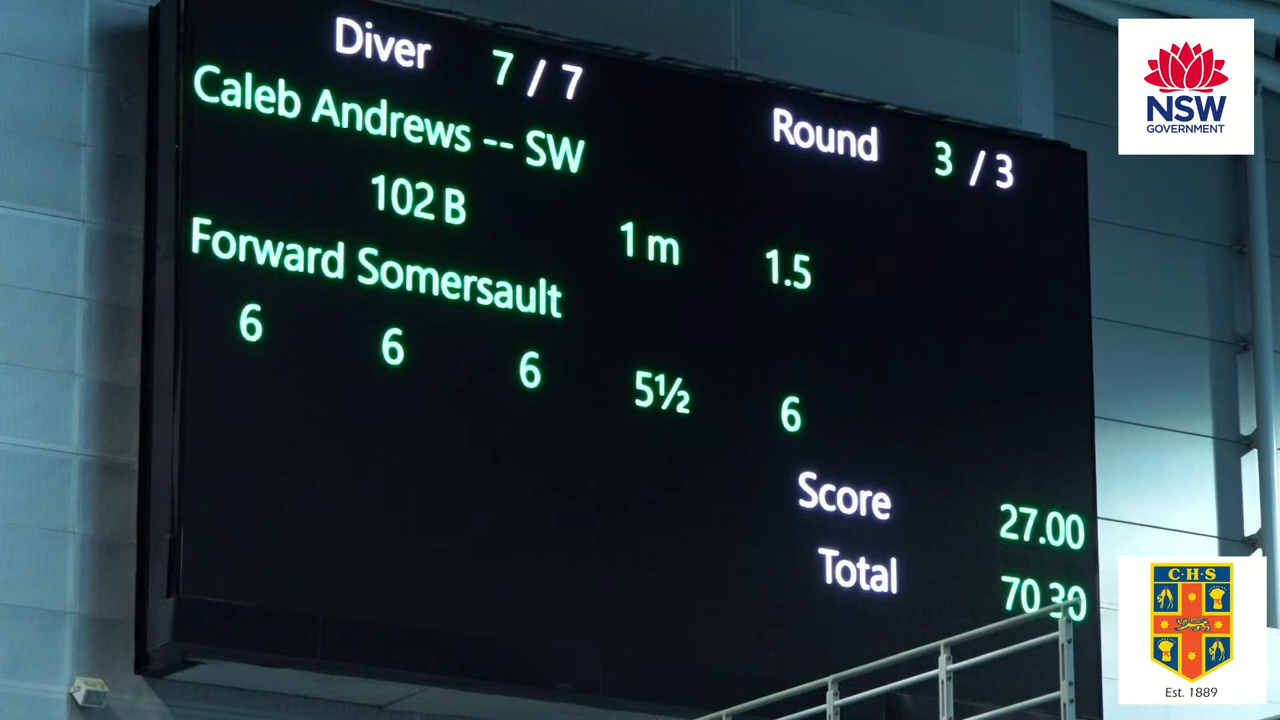 Diver 7 / 7
Caleb Andrews -- SW
Round 3 / 3
102 B
1 m
1.5
Forward Somersault
6 6 6 5½ 6
Score 27.00
Total 70.30
NSW
GOVERNMENT
C·H·S
Est. 1889